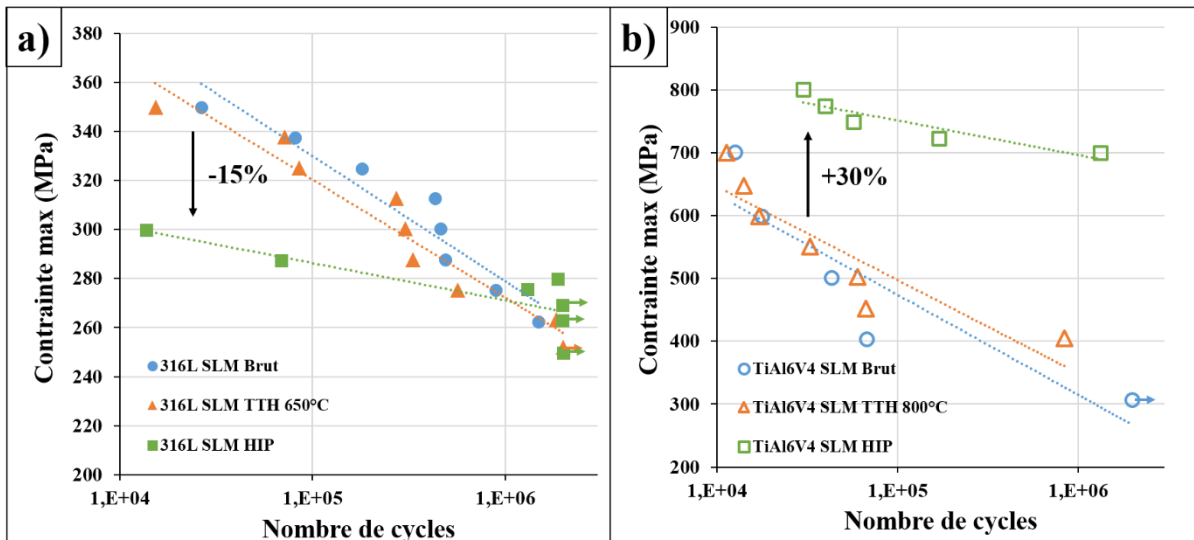 a)
380
360
340
320
300
280
260
240
220
200
Contrainte max (MPa)
-15%
316L SLM Brut
316L SLM TTH 650°C
316L SLM HIP
1,E+04
1,E+05
1,E+06
Nombre de cycles
b)
900
800
700
600
500
400
300
200
Contrainte max (MPa)
+30%
TiAl6V4 SLM Brut
TiAl6V4 SLM TTH 800°C
TiAl6V4 SLM HIP
1,E+04
1,E+05
1,E+06
Nombre de cycles